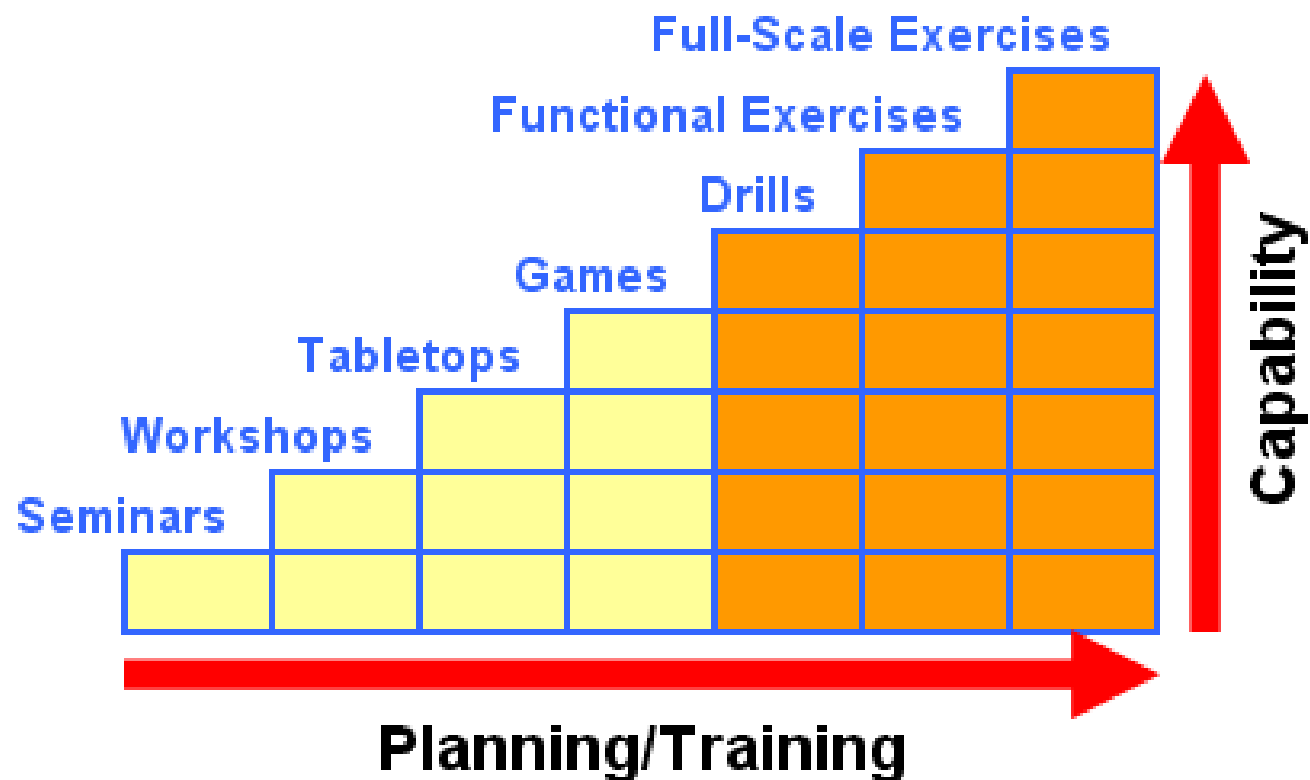 Full-Scale Exercises
Functional Exercises
Drills
Games
Tabletops
Workshops
Seminars
Capability
Planning/Training